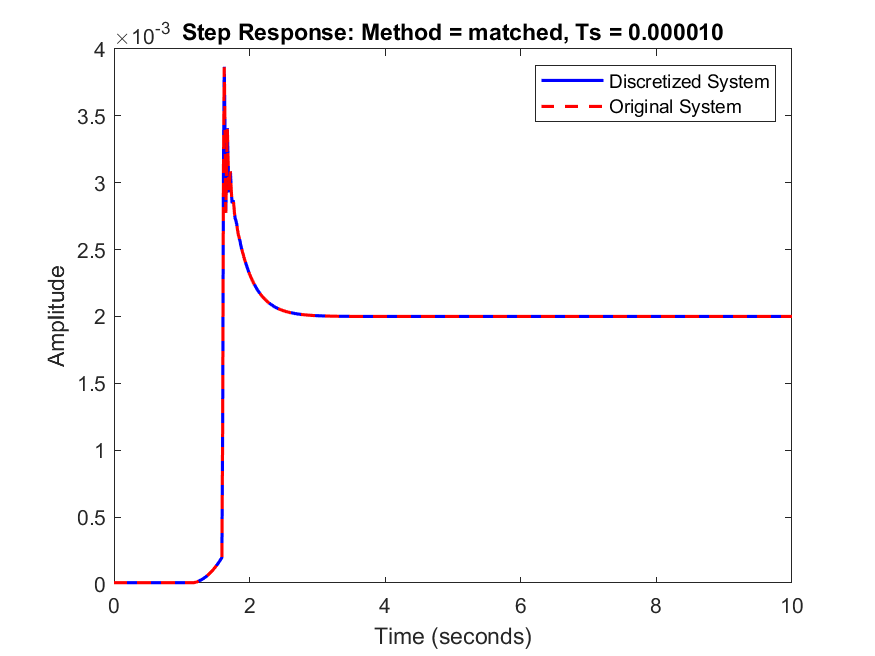 ×10-3 Step Response: Method = matched, Ts = 0.000010
4
3.5
3
2.5
2
1.5
1
0.5
0
Amplitude
Discretized System
Original System
0 2 4 6 8 10
Time (seconds)